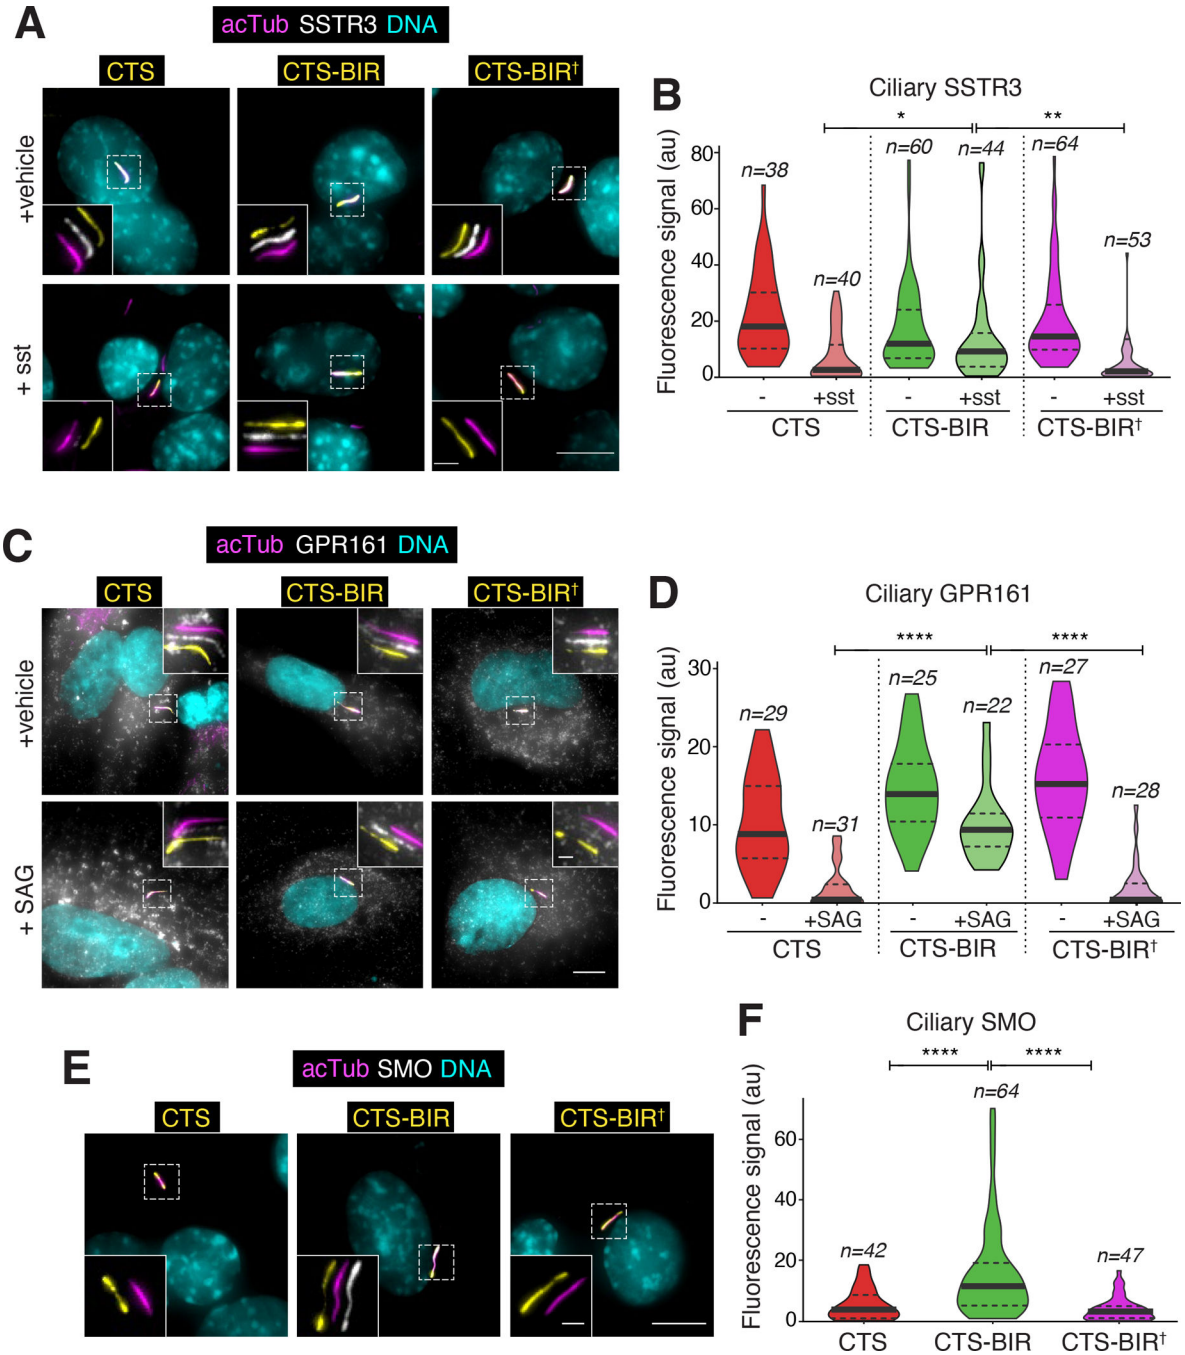 A
acTub SSTR3 DNA
CTS
CTS-BIR
CTS-BIR†
+vehicle
+ sst
B
Ciliary SSTR3
*
**
Fluorescence signal (au)
80
60
40
20
0
n=38
n=40
n=60
n=44
n=64
n=53
-
+sst
-
+sst
-
+sst
CTS
CTS-BIR
CTS-BIR†
C
acTub GPR161 DNA
CTS
CTS-BIR
CTS-BIR†
+vehicle
+ SAG
D
Ciliary GPR161
****
****
Fluorescence signal (au)
30
20
10
0
n=29
n=31
n=25
n=22
n=27
n=28
-
+SAG
-
+SAG
-
+SAG
CTS
CTS-BIR
CTS-BIR†
E
acTub SMO DNA
CTS
CTS-BIR
CTS-BIR†
F
Ciliary SMO
****
****
Fluorescence signal (au)
60
40
20
0
n=42
n=64
n=47
CTS
CTS-BIR
CTS-BIR†